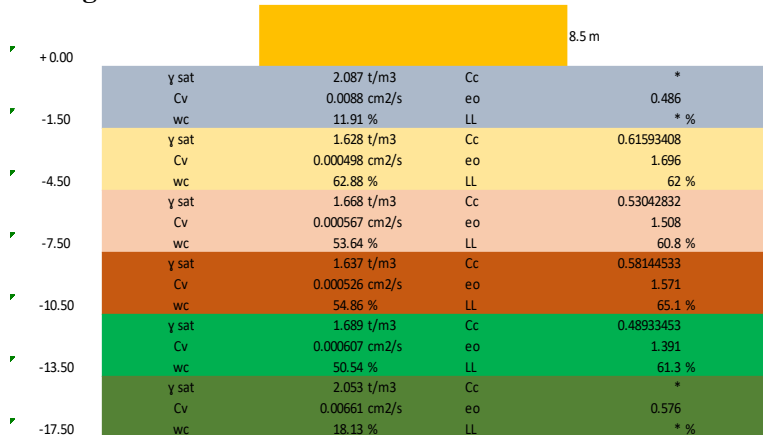 8.5 m
+ 0.00
ɣ sat 2.087 t/m3 Cc *
Cv 0.0088 cm2/s eo 0.486
-1.50 wc 11.91 % LL * %
ɣ sat 1.628 t/m3 Cc 0.61593408
Cv 0.000498 cm2/s eo 1.696
-4.50 wc 62.88 % LL 62 %
ɣ sat 1.668 t/m3 Cc 0.53042832
Cv 0.000567 cm2/s eo 1.508
-7.50 wc 53.64 % LL 60.8 %
ɣ sat 1.637 t/m3 Cc 0.58144533
Cv 0.000526 cm2/s eo 1.571
-10.50 wc 54.86 % LL 65.1 %
ɣ sat 1.689 t/m3 Cc 0.48933453
Cv 0.000607 cm2/s eo 1.391
-13.50 wc 50.54 % LL 61.3 %
ɣ sat 2.053 t/m3 Cc *
Cv 0.00661 cm2/s eo 0.576
-17.50 wc 18.13 % LL * %